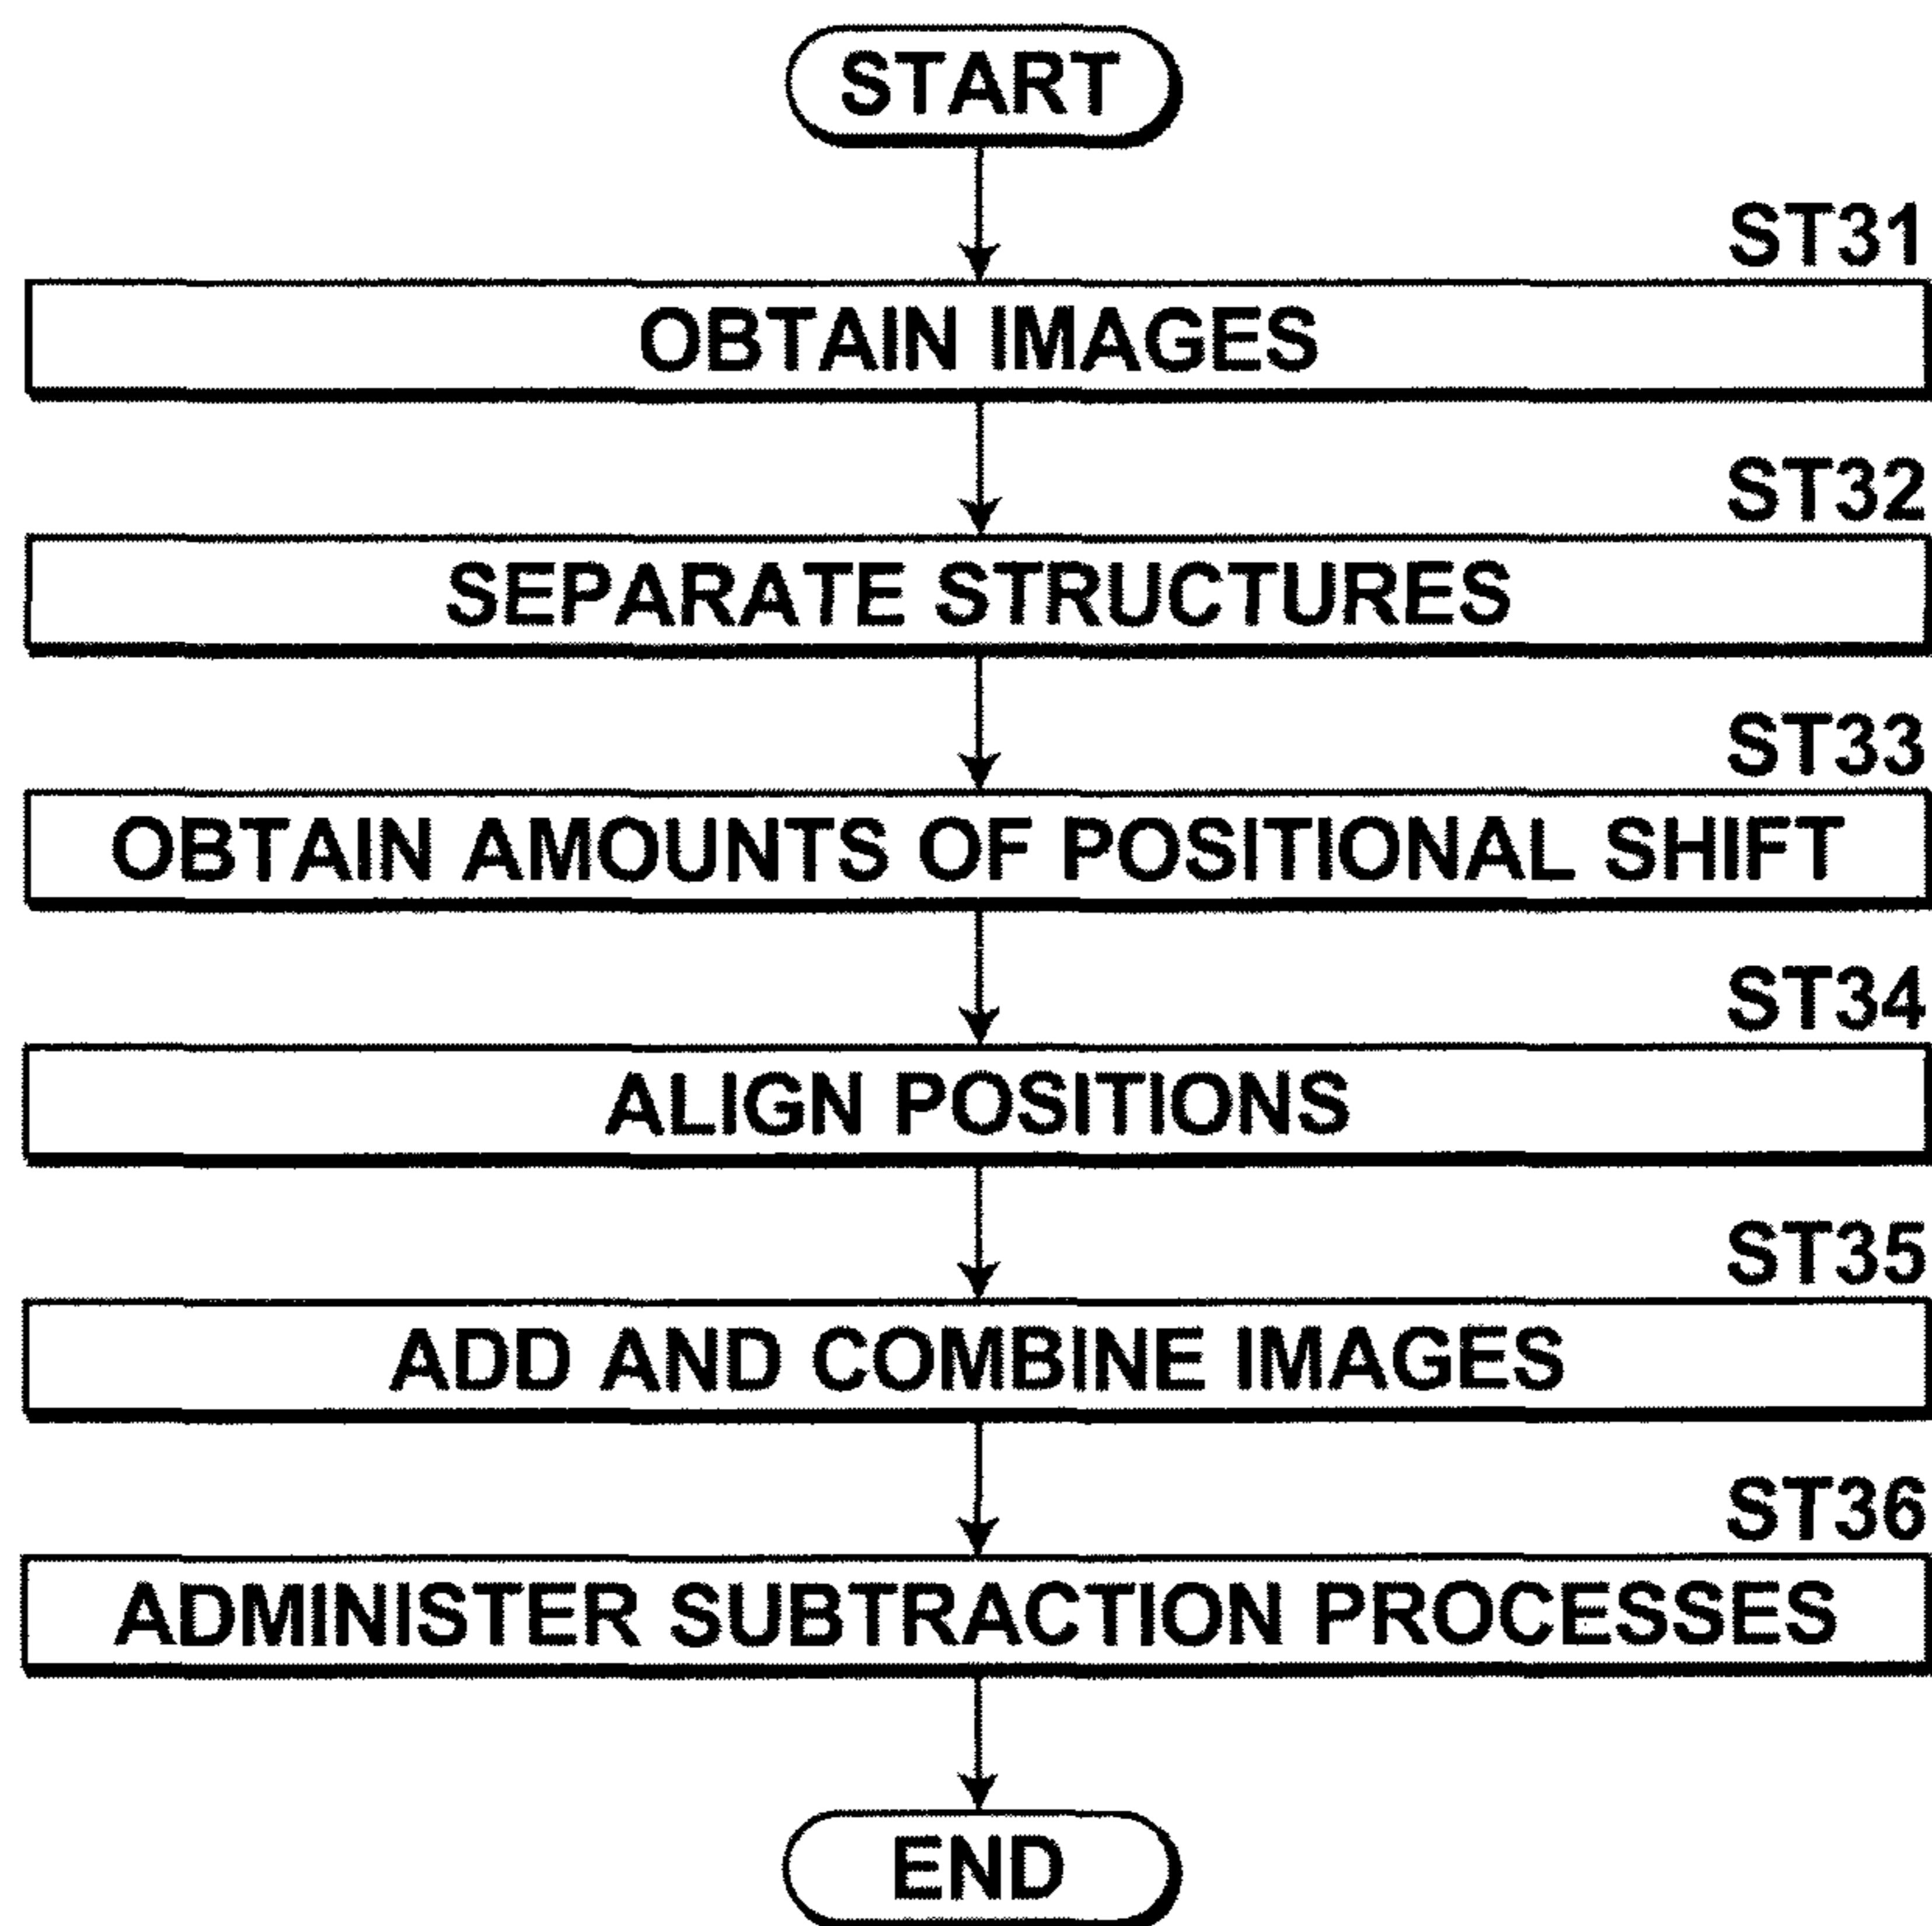 START
ST31
OBTAIN IMAGES
ST32
SEPARATE STRUCTURES
ST33
OBTAIN AMOUNTS OF POSITIONAL SHIFT
ST34
ALIGN POSITIONS
ST35
ADD AND COMBINE IMAGES
ST36
ADMINISTER SUBTRACTION PROCESSES
END